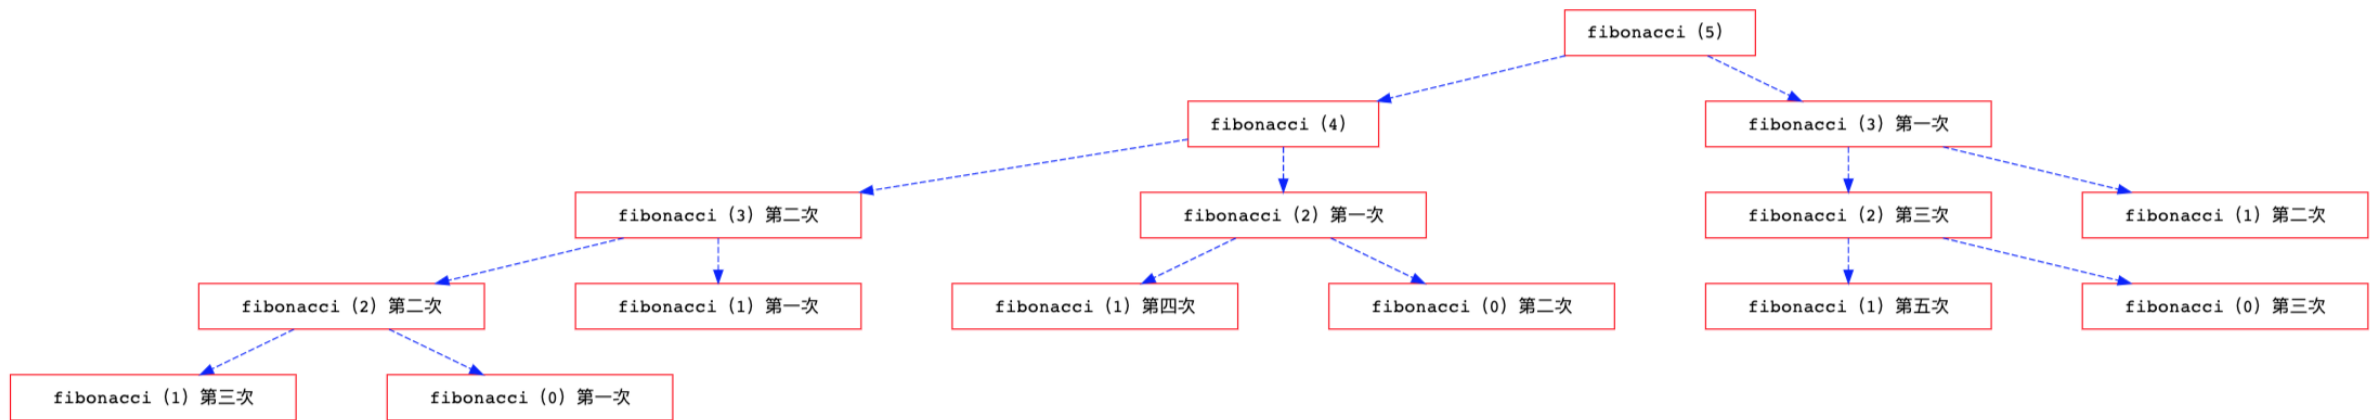 fibonacci (5)
fibonacci (4)
fibonacci (3) 第一次
fibonacci (3) 第二次
fibonacci (2) 第一次
fibonacci (2) 第三次
fibonacci (1) 第二次
fibonacci (2) 第二次
fibonacci (1) 第一次
fibonacci (1) 第四次
fibonacci (0) 第二次
fibonacci (1) 第五次
fibonacci (0) 第三次
fibonacci (1) 第三次
fibonacci (0) 第一次